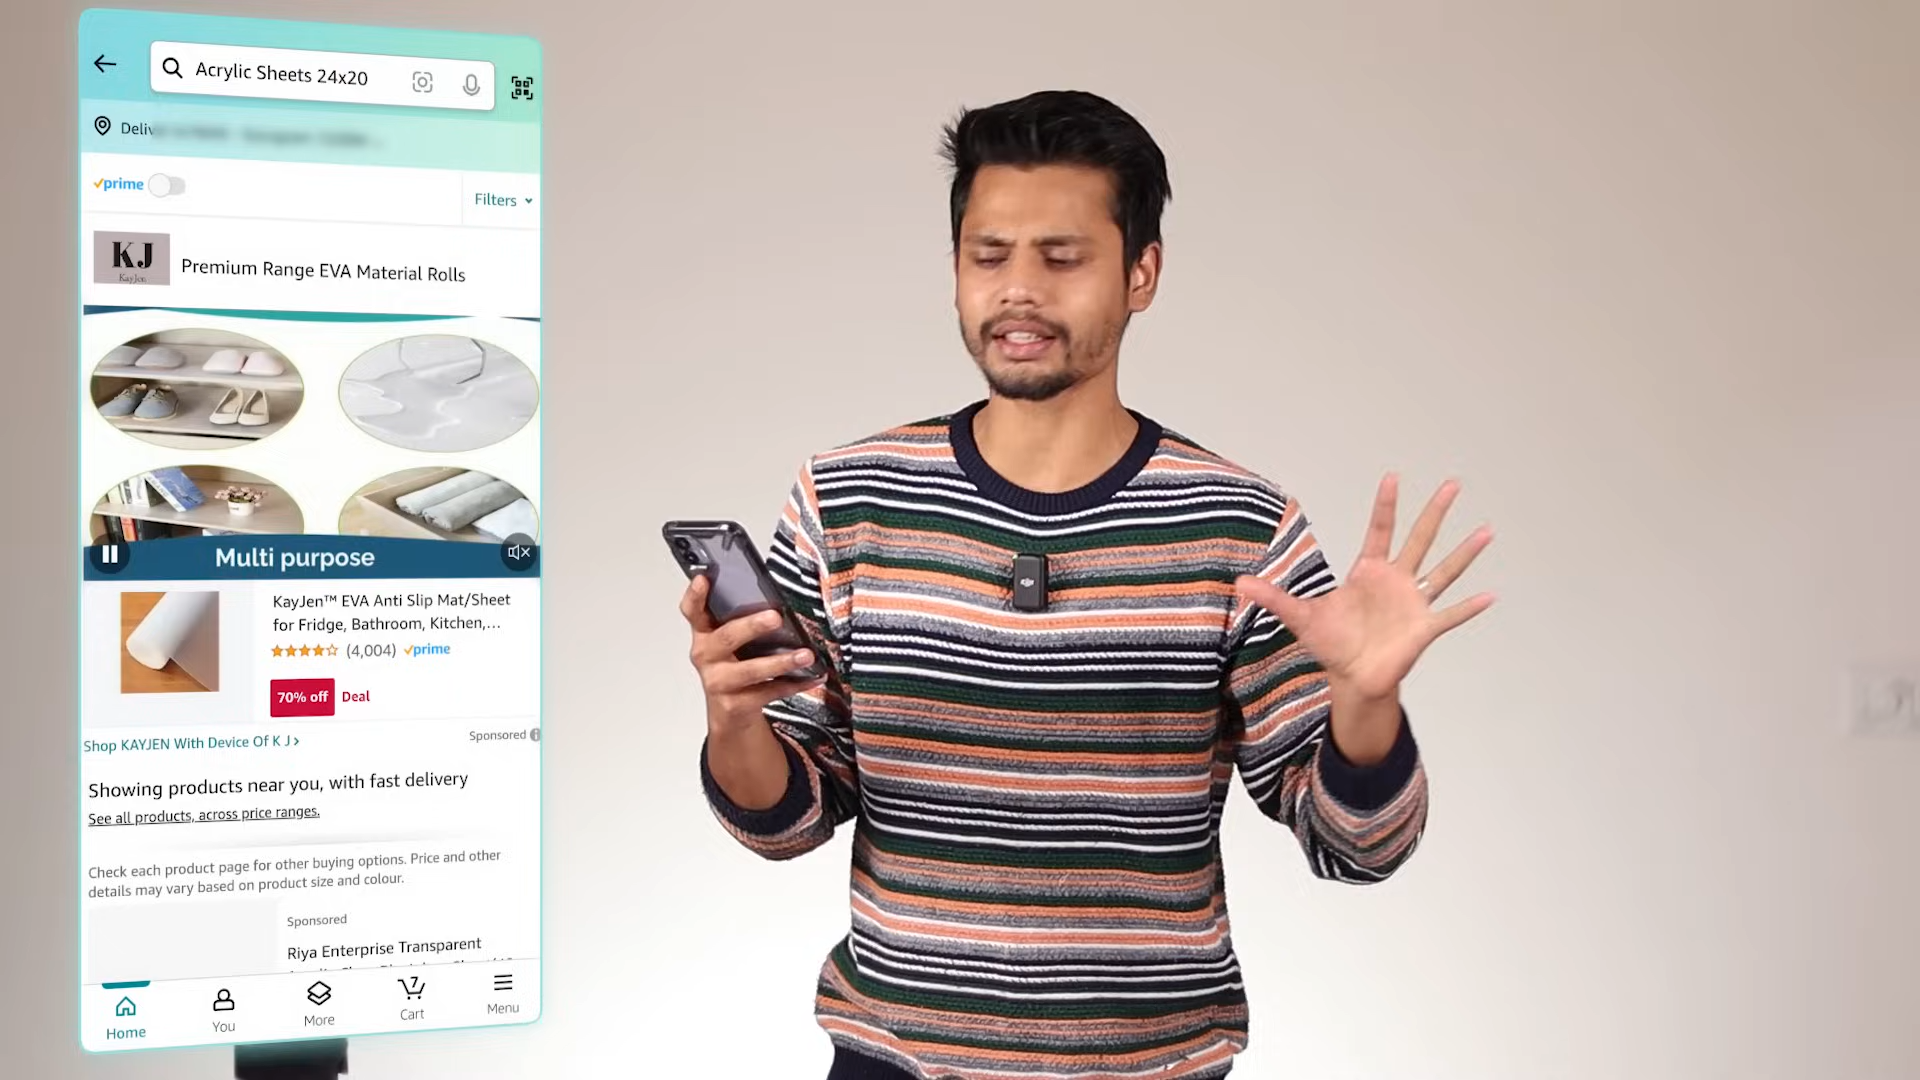 Acrylic Sheets 24x20
prime
Filters
KJ
KayJen
Premium Range EVA Material Rolls
Multi purpose
KayJen™ EVA Anti Slip Mat/Sheet
for Fridge, Bathroom, Kitchen,...
(4,004) prime
70% off Deal
Shop KAYJEN With Device Of K J ›
Sponsored
Showing products near you, with fast delivery
See all products, across price ranges.
Check each product page for other buying options. Price and other
details may vary based on product size and colour.
Sponsored
Riya Enterprise Transparent
7
Home
You
More
Cart
Menu
dji